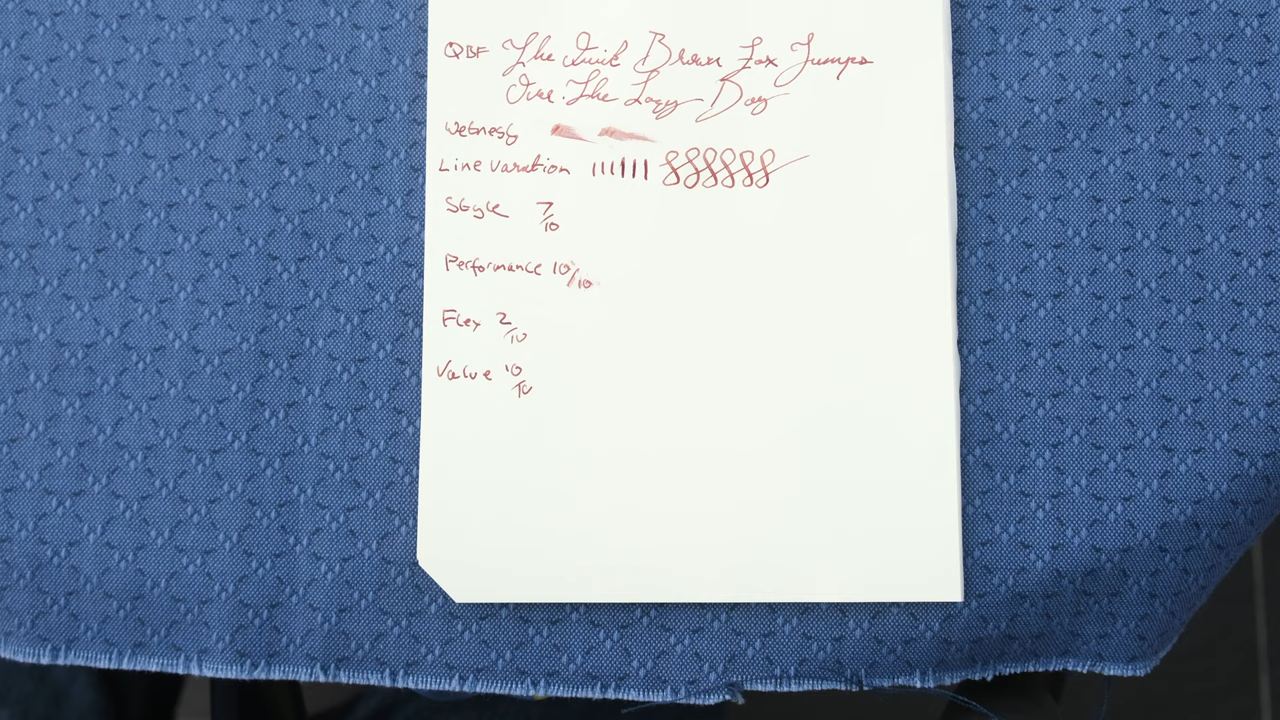 QBF The Quick Brown Fox Jumps
Over The Lazy Dog
Wetness
Line Variation
Style 7/10
Performance 10/10
Flex 2/10
Value 10/10